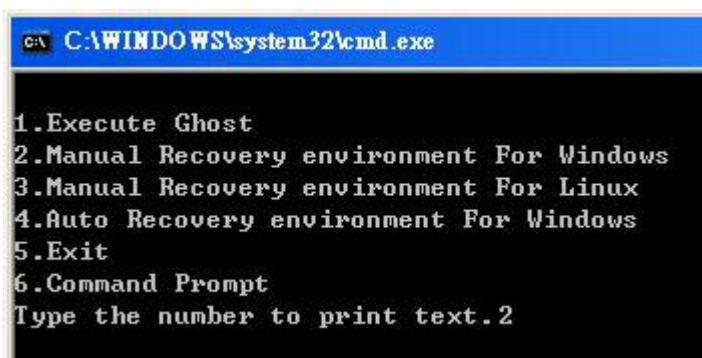 C:\WINDOWS\system32\cmd.exe
1.Execute Ghost
2.Manual Recovery environment For Windows
3.Manual Recovery environment For Linux
4.Auto Recovery environment For Windows
5.Exit
6.Command Prompt
Type the number to print text.2